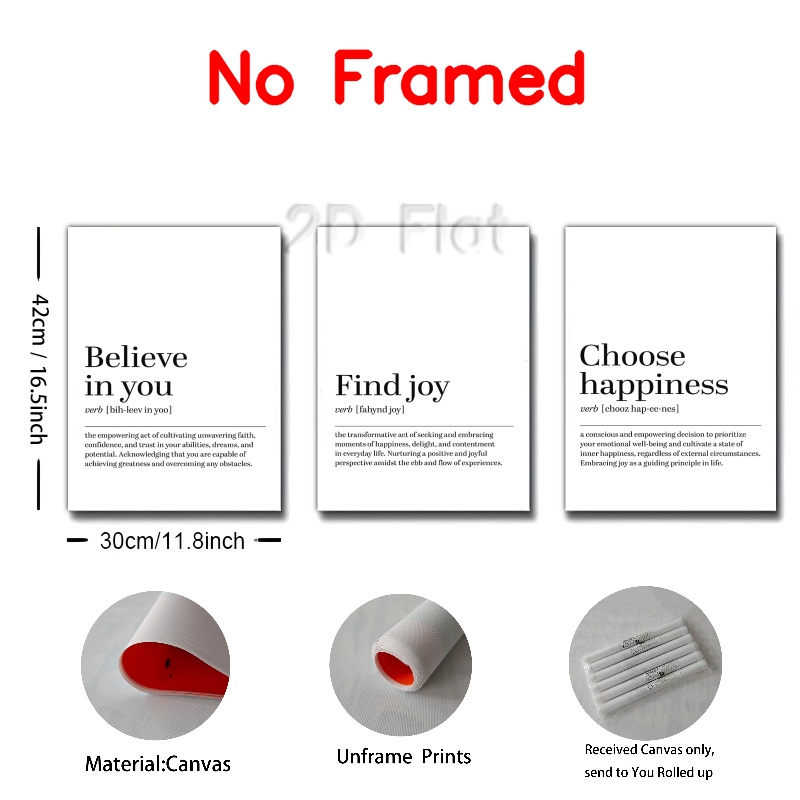 No Framed
2D Flat
42cm / 16.5inch
Believe
in you
verb [bih-leev in yoo]
the empowering act of cultivating unwavering faith,
confidence, and trust in your abilities, dreams, and
potential. Acknowledging that you are capable of
achieving greatness and overcoming any obstacles.
Find joy
verb [fahynd joy]
the transformative act of seeking and embracing
moments of happiness, delight, and contentment
in everyday life. Nurturing a positive and joyful
perspective amidst the ebb and flow of experiences.
Choose
happiness
verb [chooz hap-ee-nes]
a conscious and empowering decision to prioritize
your emotional well-being and cultivate a state of
inner happiness, regardless of external circumstances.
Embracing joy as a guiding principle in life.
30cm/11.8inch
Material:Canvas
Unframe Prints
Received Canvas only,
send to You Rolled up